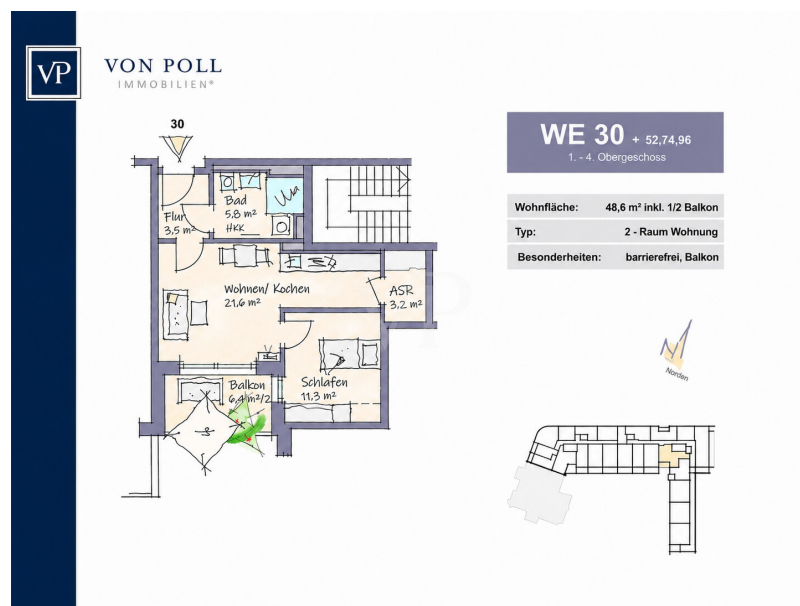 VP
VON POLL
IMMOBILIEN®
30
WE 30 + 52,74,96
1. - 4. Obergeschoss
Wohnfläche: 48,6 m² inkl. 1/2 Balkon
Typ: 2 - Raum Wohnung
Besonderheiten: barrierefrei, Balkon
Bad
5.8 m²
HKK
Flur
3.5 m²
Wohnen/ Kochen
21,6 m²
ASR
3,2 m²
Balkon
6,4 m²/2
Schlafen
11,3 m²
Norden